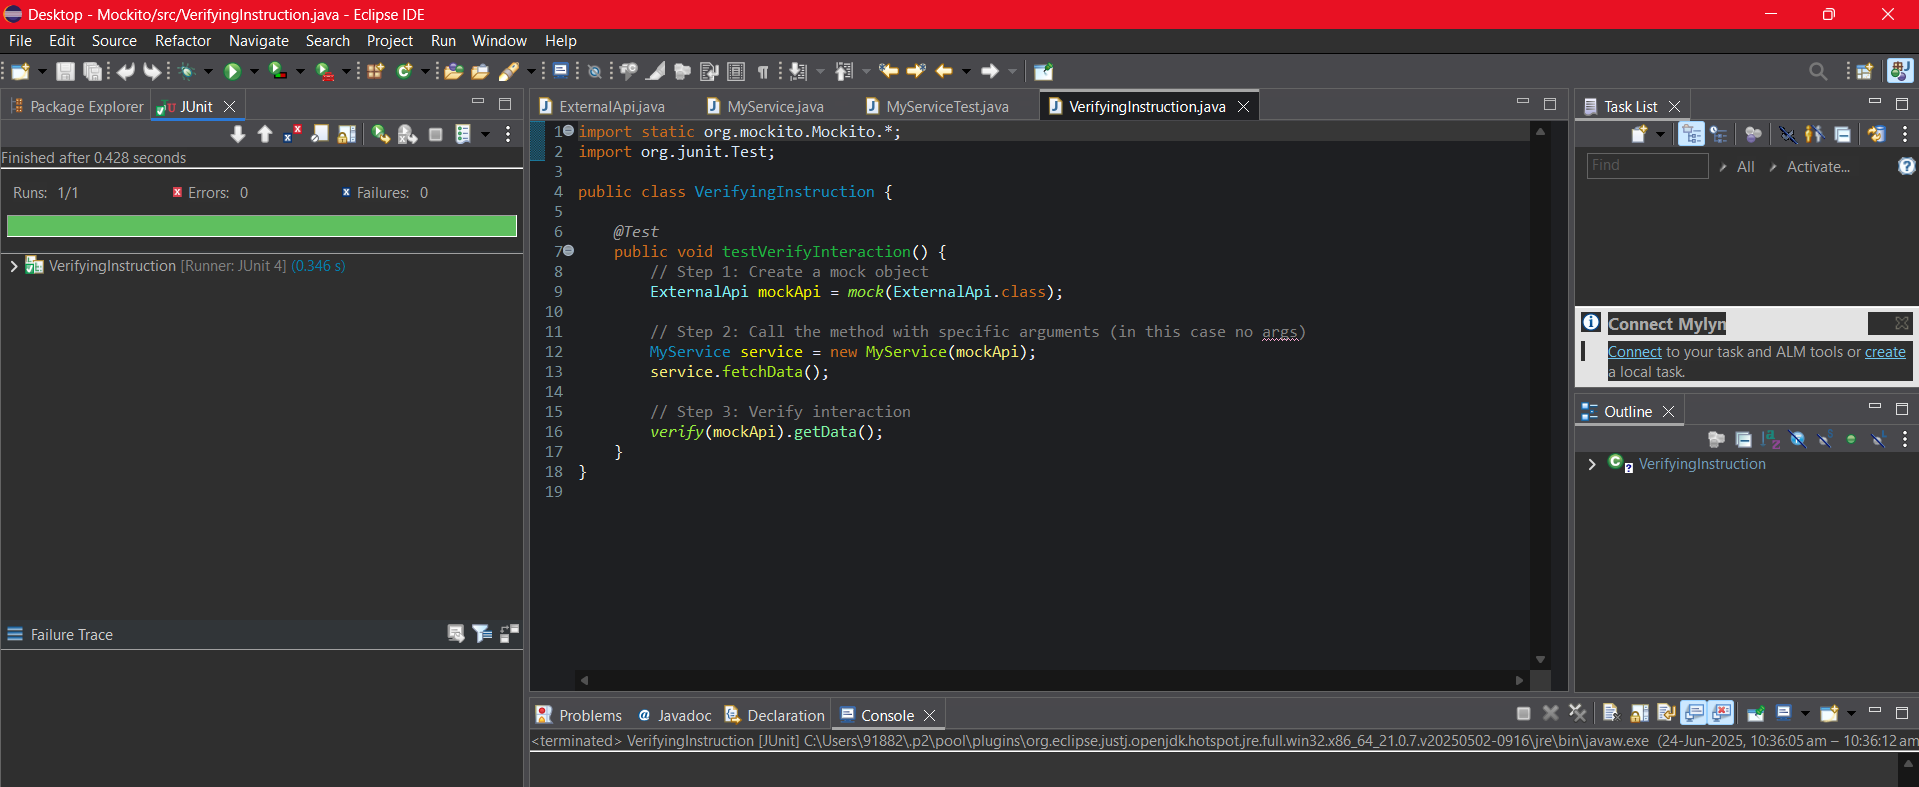 Desktop - Mockito/src/VerifyingInstruction.java - Eclipse IDE
File Edit Source Refactor Navigate Search Project Run Window Help
Package Explorer JUnit
Finished after 0.428 seconds
Runs: 1/1 Errors: 0 Failures: 0
VerifyingInstruction [Runner: JUnit 4] (0.346 s)
Failure Trace
ExternalApi.java MyService.java MyServiceTest.java VerifyingInstruction.java
1 import static org.mockito.Mockito.*;
2 import org.junit.Test;
3
4 public class VerifyingInstruction {
5
6 @Test
7 public void testVerifyInteraction() {
8 // Step 1: Create a mock object
9 ExternalApi mockApi = mock(ExternalApi.class);
10
11 // Step 2: Call the method with specific arguments (in this case no args)
12 MyService service = new MyService(mockApi);
13 service.fetchData();
14
15 // Step 3: Verify interaction
16 verify(mockApi).getData();
17 }
18 }
19
Task List
Find All Activate...
Connect Mylyn
Connect to your task and ALM tools or create
a local task.
Outline
VerifyingInstruction
Problems Javadoc Declaration Console
<terminated> VerifyingInstruction [JUnit] C:\Users\91882\.p2\pool\plugins\org.eclipse.justj.openjdk.hotspot.jre.full.win32.x86_64_21.0.7.v20250502-0916\jre\bin\javaw.exe (24-Jun-2025, 10:36:05 am – 10:36:12 am